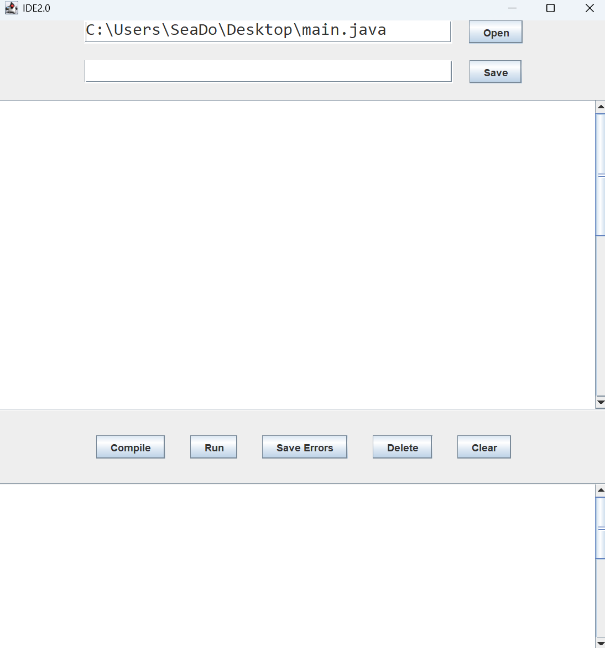 IDE2.0
C:\Users\SeaDo\Desktop\main.java
Open
Save
Compile Run Save Errors Delete Clear